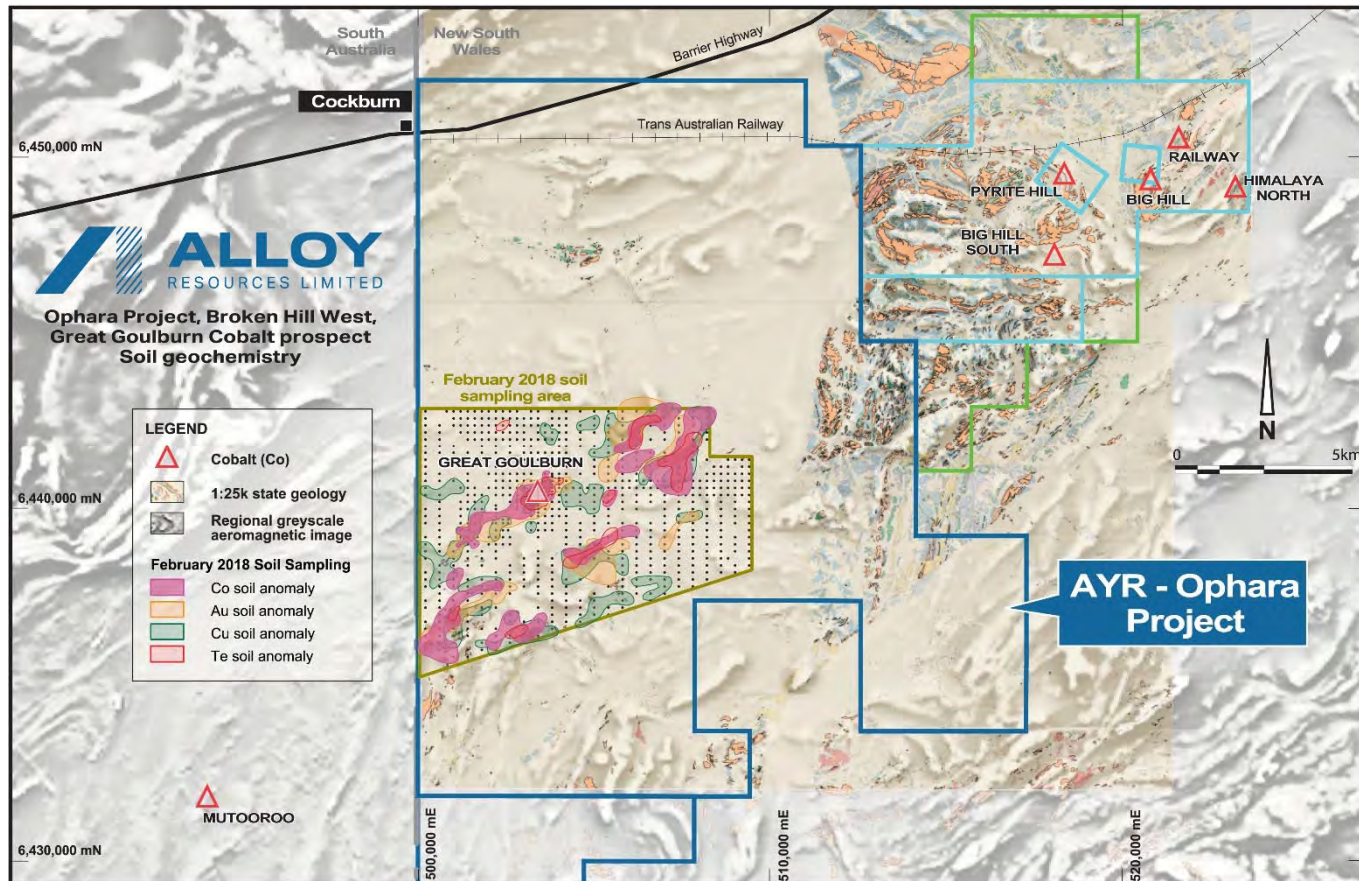 South
Australia
New South
Wales
Barrier Highway
Cockburn
Trans Australian Railway
6,450,000 mN
RAILWAY
PYRITE HILL
BIG HILL
HIMALAYA
NORTH
BIG HILL
SOUTH
ALLOY
RESOURCES LIMITED
Ophara Project, Broken Hill West,
Great Goulburn Cobalt prospect
Soil geochemistry
February 2018 soil
sampling area
N
0
5km
LEGEND
Cobalt (Co)
1:25k state geology
Regional greyscale
aeromagnetic image
February 2018 Soil Sampling
Co soil anomaly
Au soil anomaly
Cu soil anomaly
Te soil anomaly
GREAT GOULBURN
6,440,000 mN
AYR - Ophara
Project
MUTOOROO
6,430,000 mN
500,000 mE
510,000 mE
520,000 mE